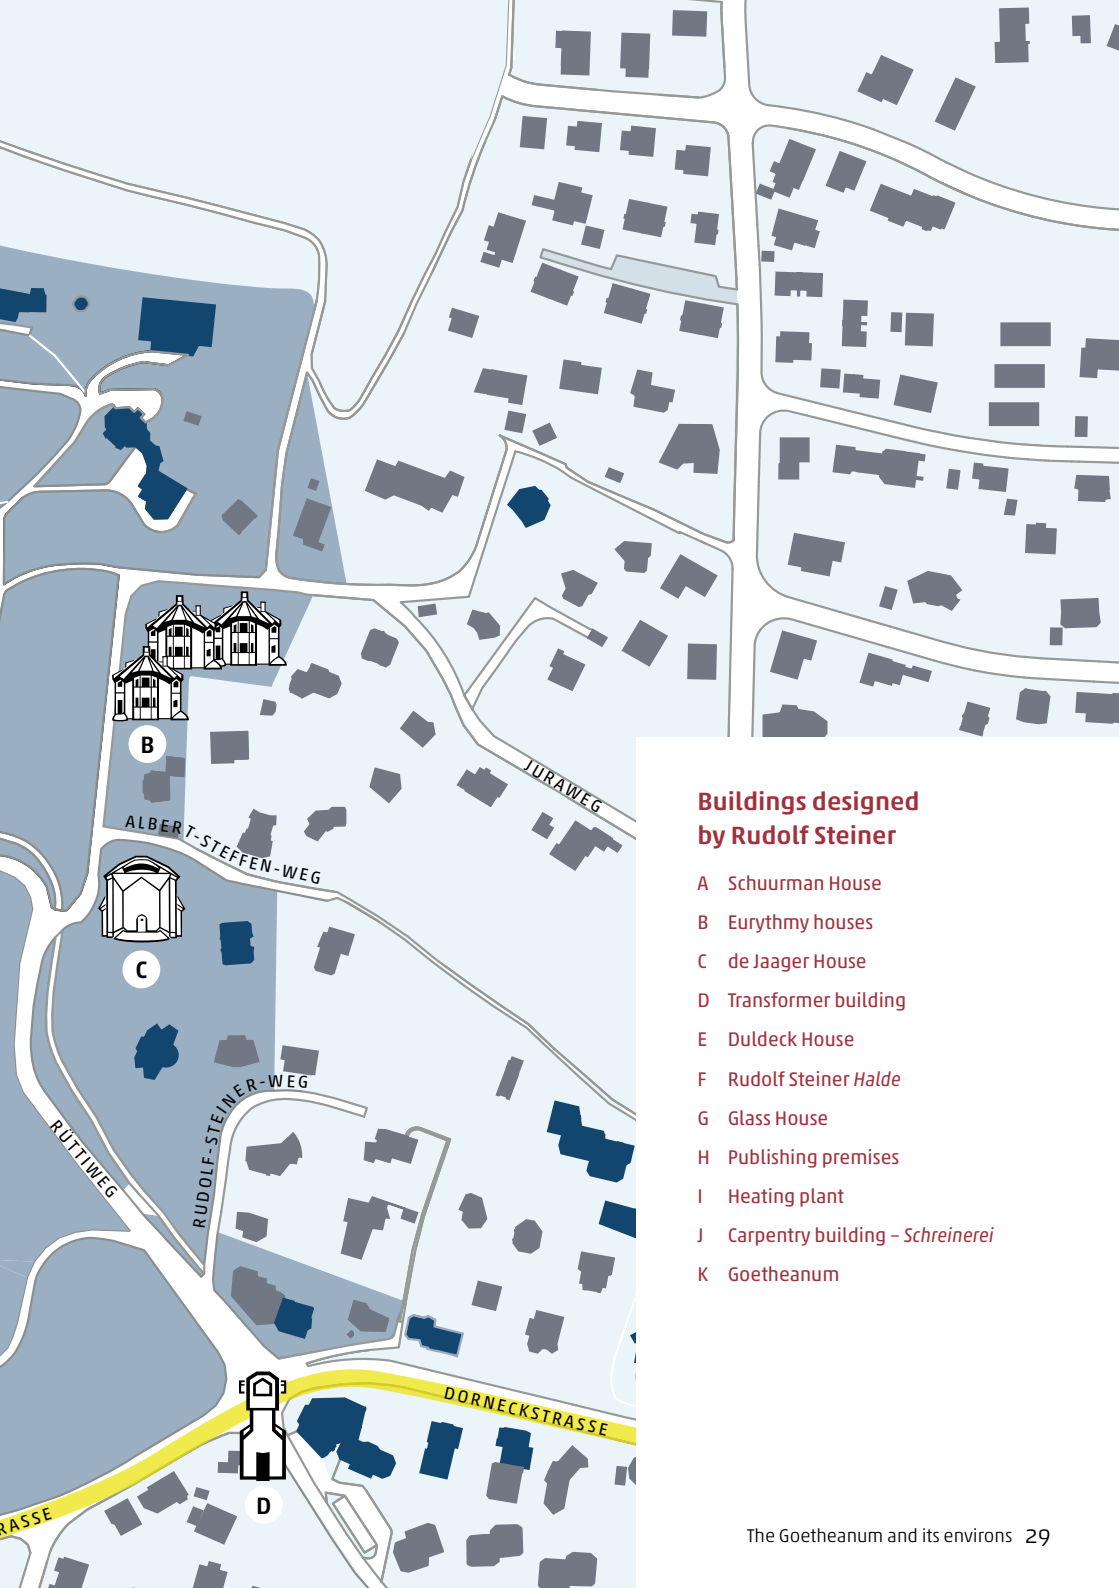 B
JURAWEG
ALBERT-STEFFEN-WEG
C
RUDOLF-STEINER-WEG
RÜTTIWEG
DORNECKSTRASSE
RASSE
D
Buildings designed
by Rudolf Steiner
A Schuurman House
B Eurythmy houses
C de Jaager House
D Transformer building
E Duldeck House
F Rudolf Steiner Halde
G Glass House
H Publishing premises
I Heating plant
J Carpentry building – Schreinerei
K Goetheanum
The Goetheanum and its environs 29